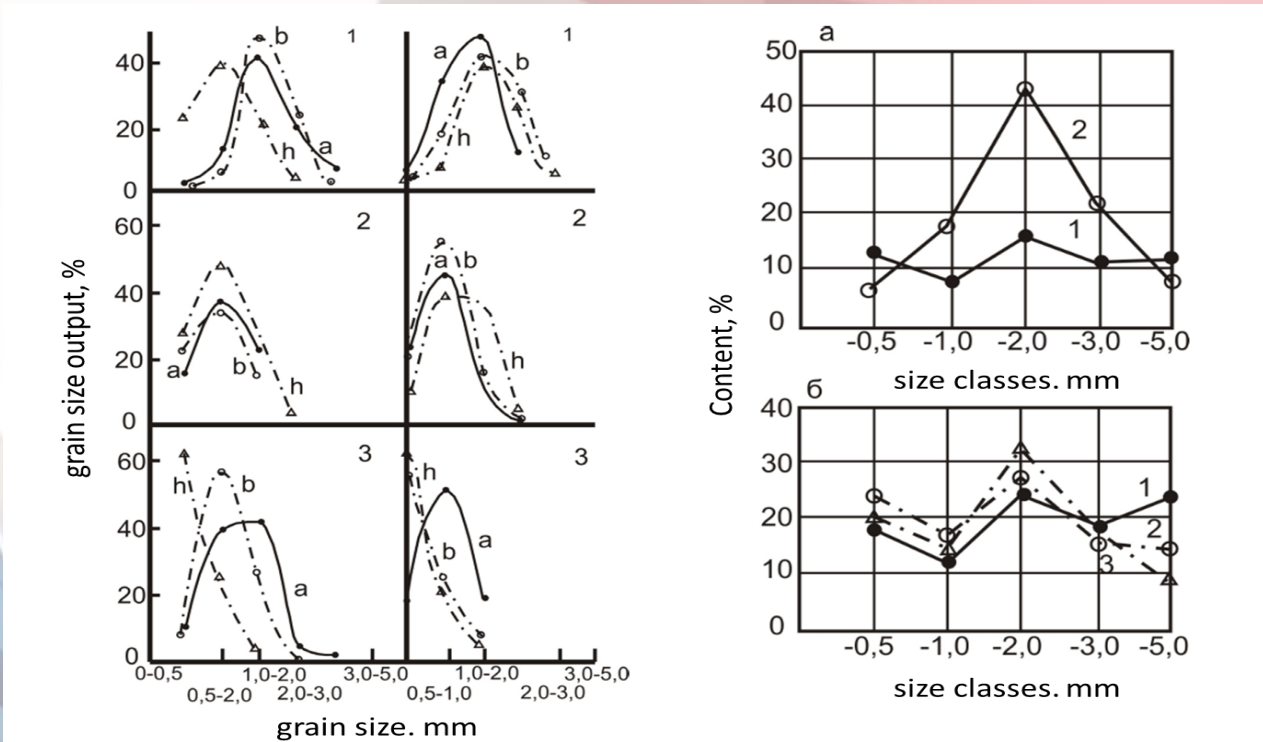 grain size output, %
40
20
0
1
b
h
a
1
a
b
h
60
40
20
0
2
a
b
h
2
a
b
h
60
40
20
0
3
h
b
a
3
h
b
a
0-0,5
1,0-2,0
3,0-5,0
1,0-2,0
3,0-5,0
0,5-2,0
2,0-3,0
0,5-1,0
2,0-3,0
grain size. mm
Content, %
а
50
40
30
20
10
0
2
1
-0,5
-1,0
-2,0
-3,0
-5,0
size classes. mm
б
40
30
20
10
0
1
2
3
-0,5
-1,0
-2,0
-3,0
-5,0
size classes. mm